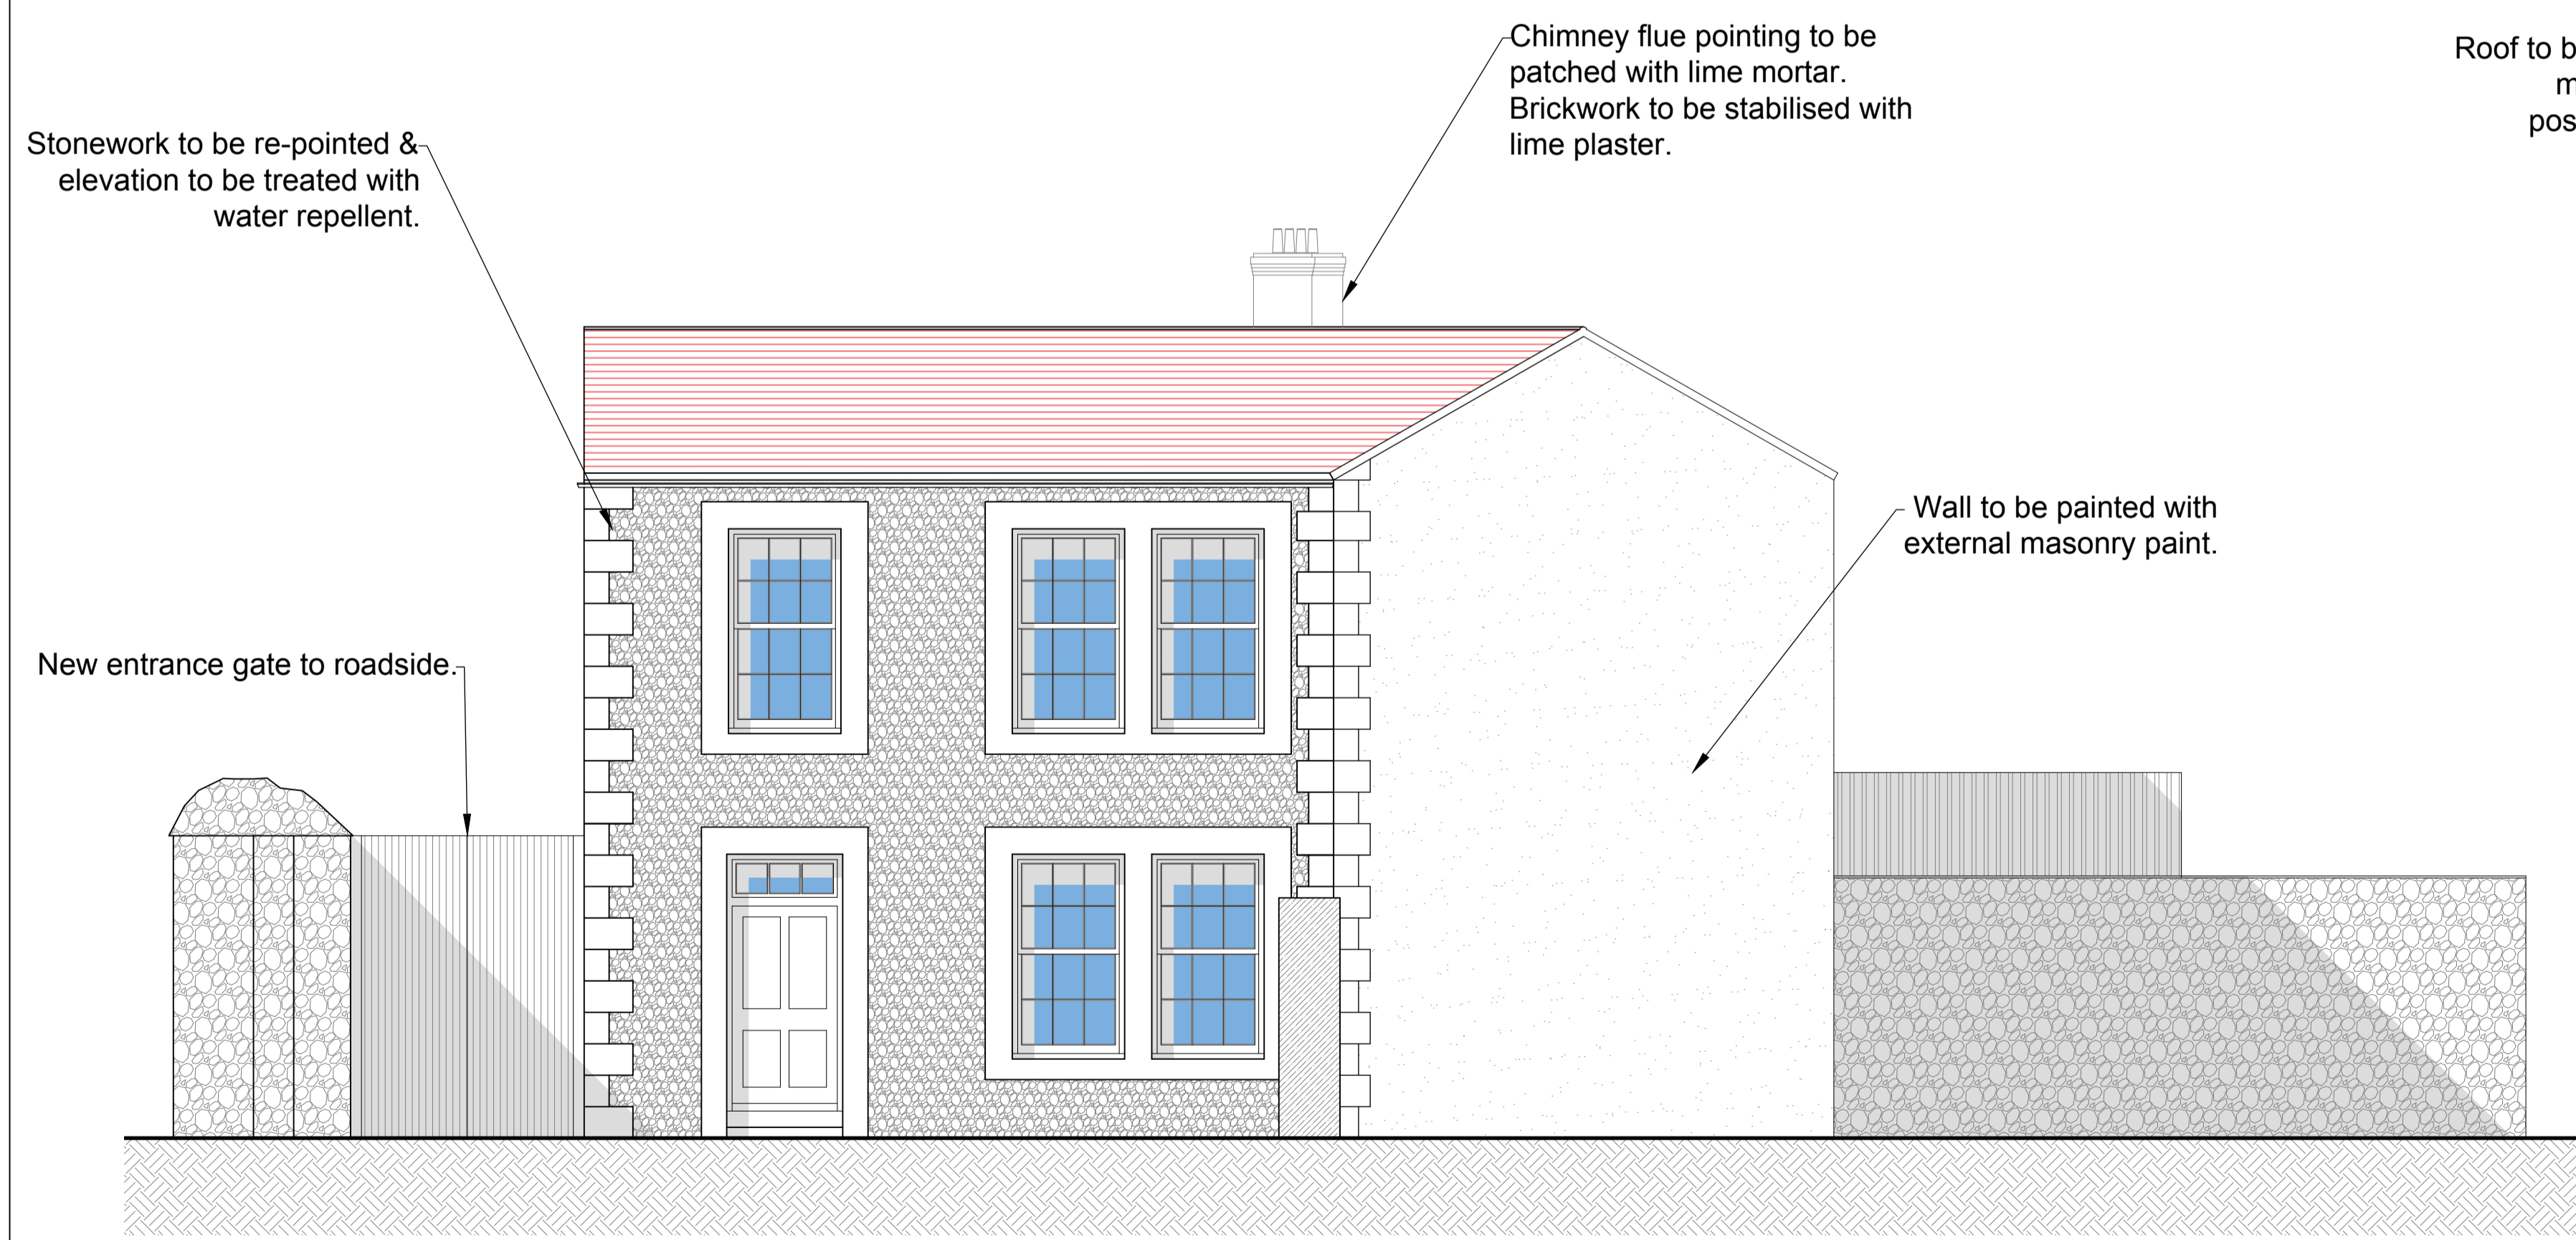 Chimney flue pointing to be
patched with lime mortar.
Brickwork to be stabilised with
lime plaster.
Roof to b
m
pos
Stonework to be re-pointed &
elevation to be treated with
water repellent.
Wall to be painted with
external masonry paint.
New entrance gate to roadside.